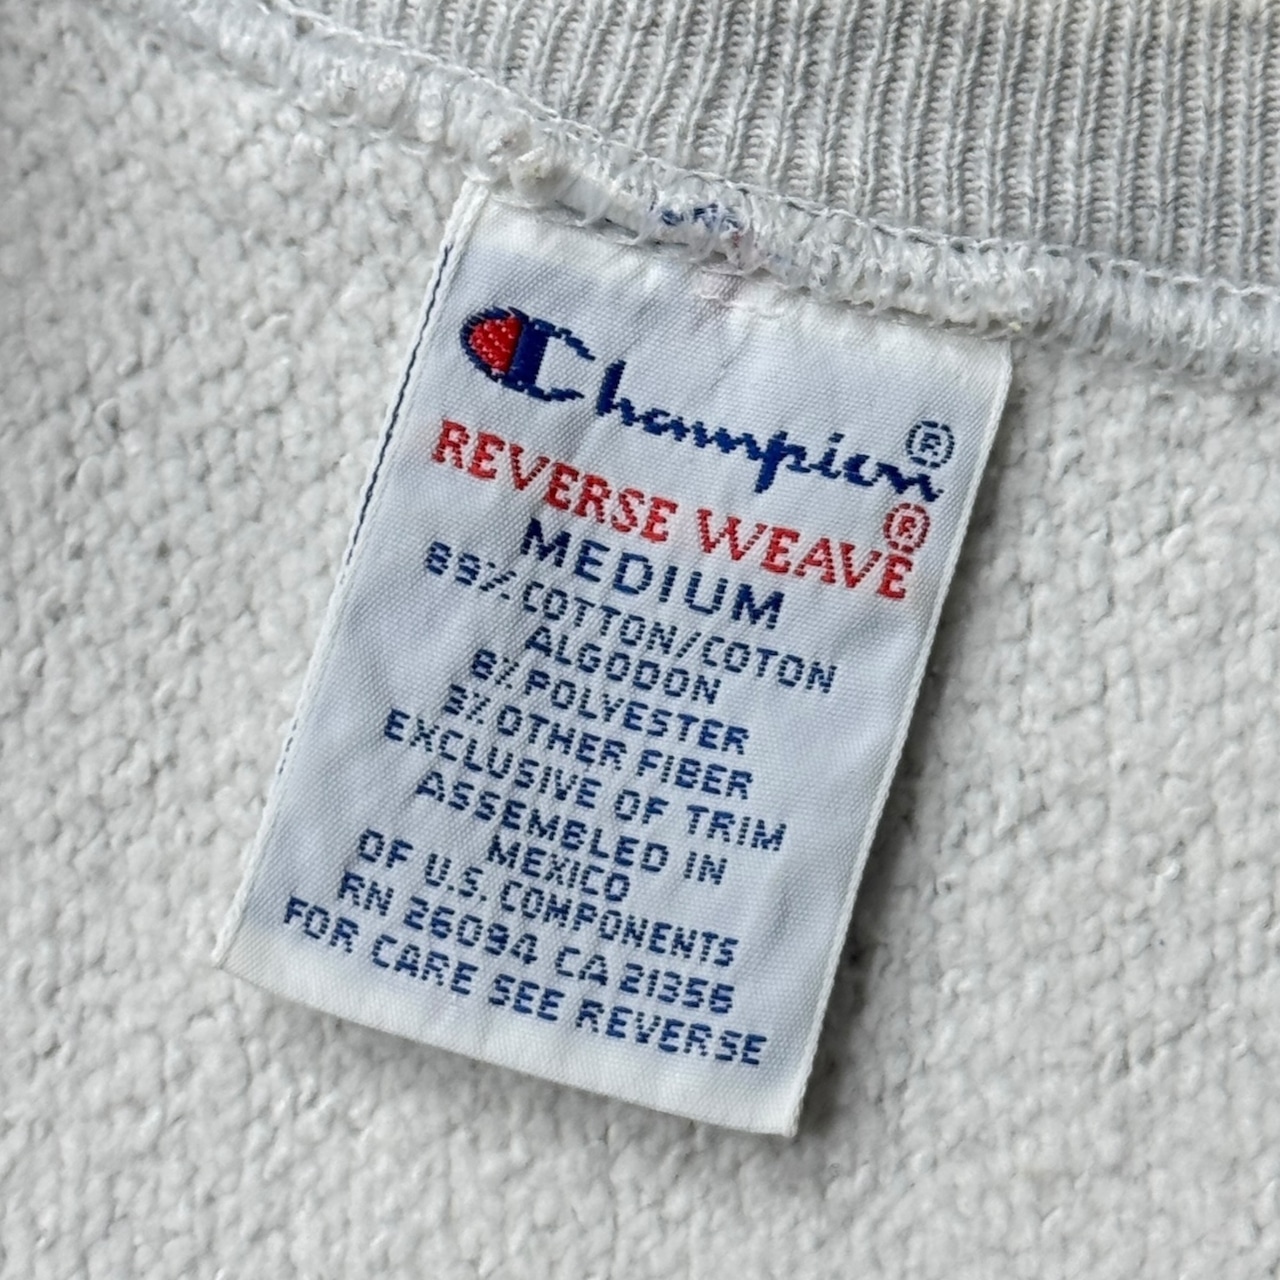 Champion®
REVERSE WEAVE®
MEDIUM
89% COTTON/COTON
ALGODON
8% POLYESTER
3% OTHER FIBER
EXCLUSIVE OF TRIM
ASSEMBLED IN
MEXICO
OF U.S. COMPONENTS
RN 26094 CA 21356
FOR CARE SEE REVERSE